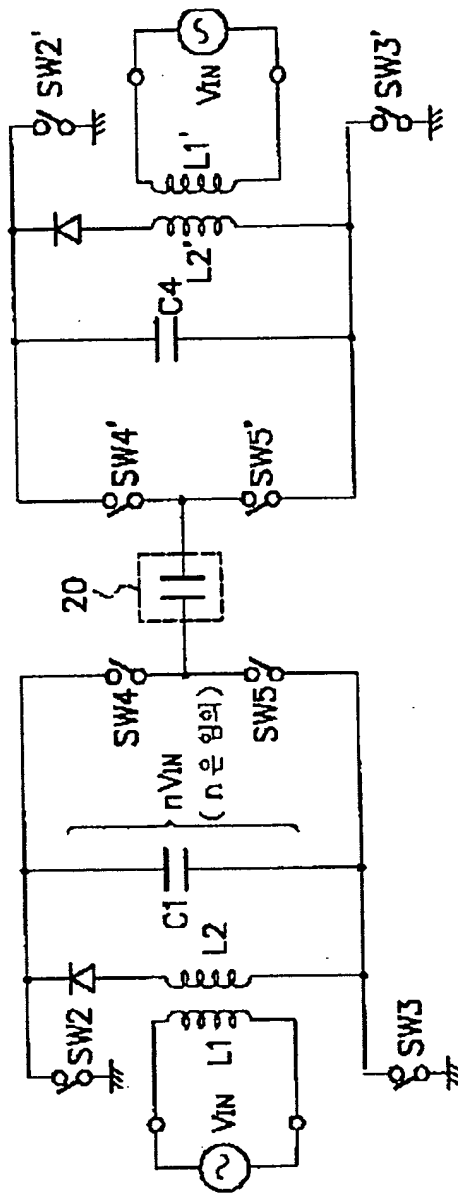 SW2
VIN
L1
L2
SW3
C1
nVIN
(n은 임의)
SW4
SW5
20
SW4'
SW5'
C4
L2'
L1'
VIN
SW2'
SW3'